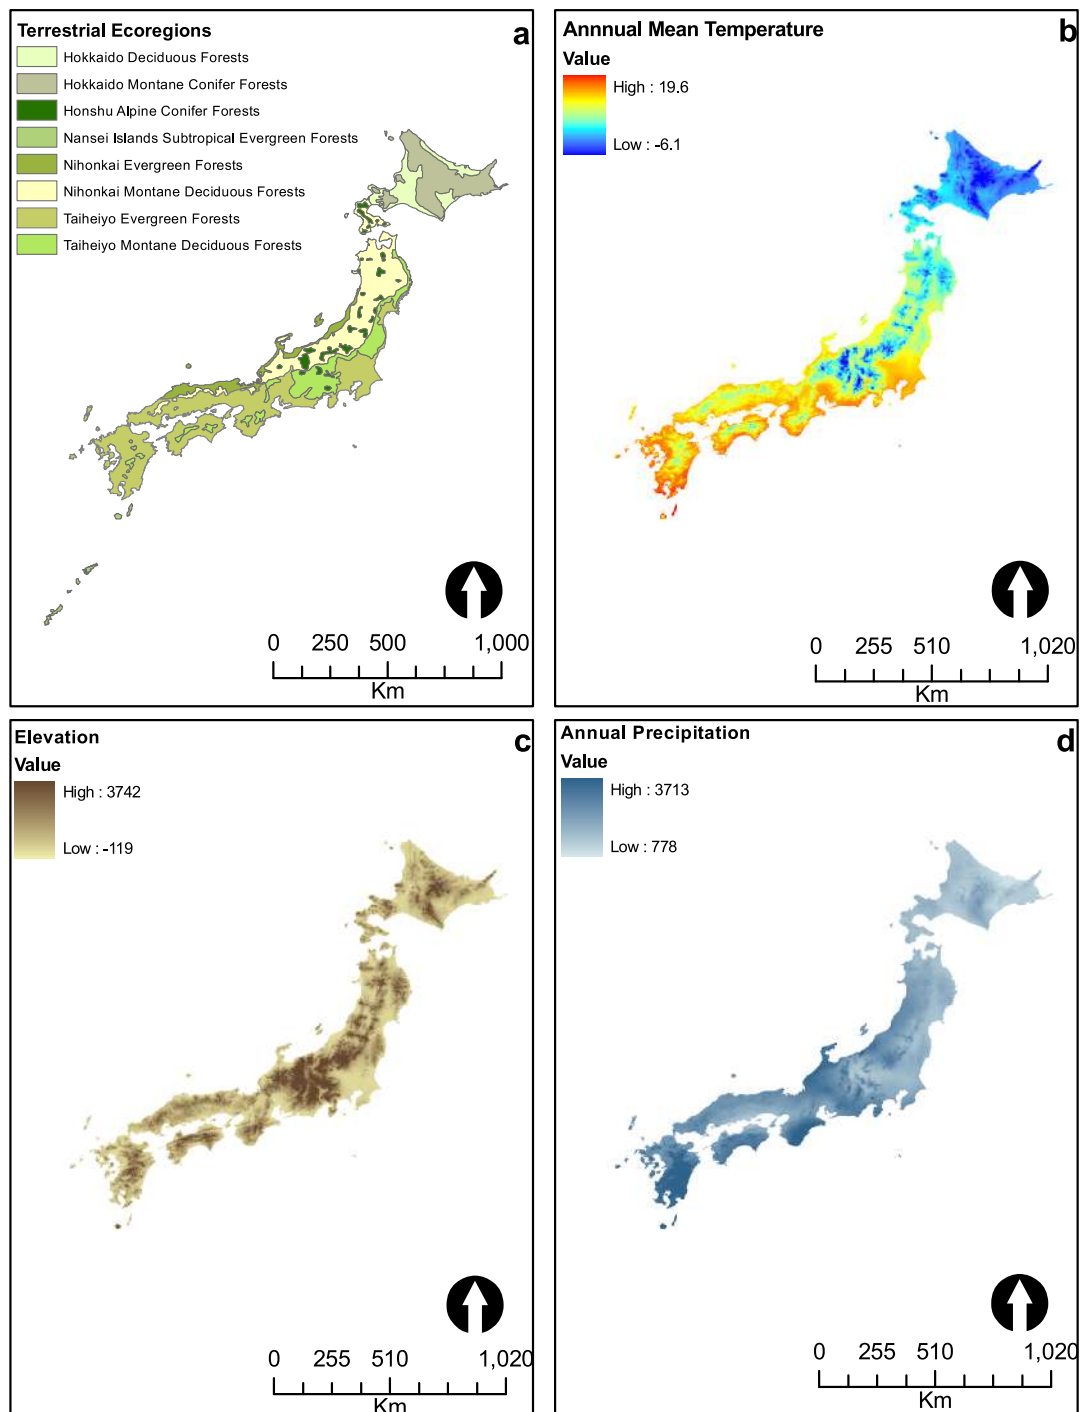 Terrestrial Ecoregions
a
Hokkaido Deciduous Forests
Hokkaido Montane Conifer Forests
Honshu Alpine Conifer Forests
Nansei Islands Subtropical Evergreen Forests
Nihonkai Evergreen Forests
Nihonkai Montane Deciduous Forests
Taiheiyo Evergreen Forests
Taiheiyo Montane Deciduous Forests
0 250 500 1,000
Km
Annnual Mean Temperature
b
Value
High : 19.6
Low : -6.1
0 255 510 1,020
Km
Elevation
c
Value
High : 3742
Low : -119
0 255 510 1,020
Km
Annual Precipitation
d
Value
High : 3713
Low : 778
0 255 510 1,020
Km